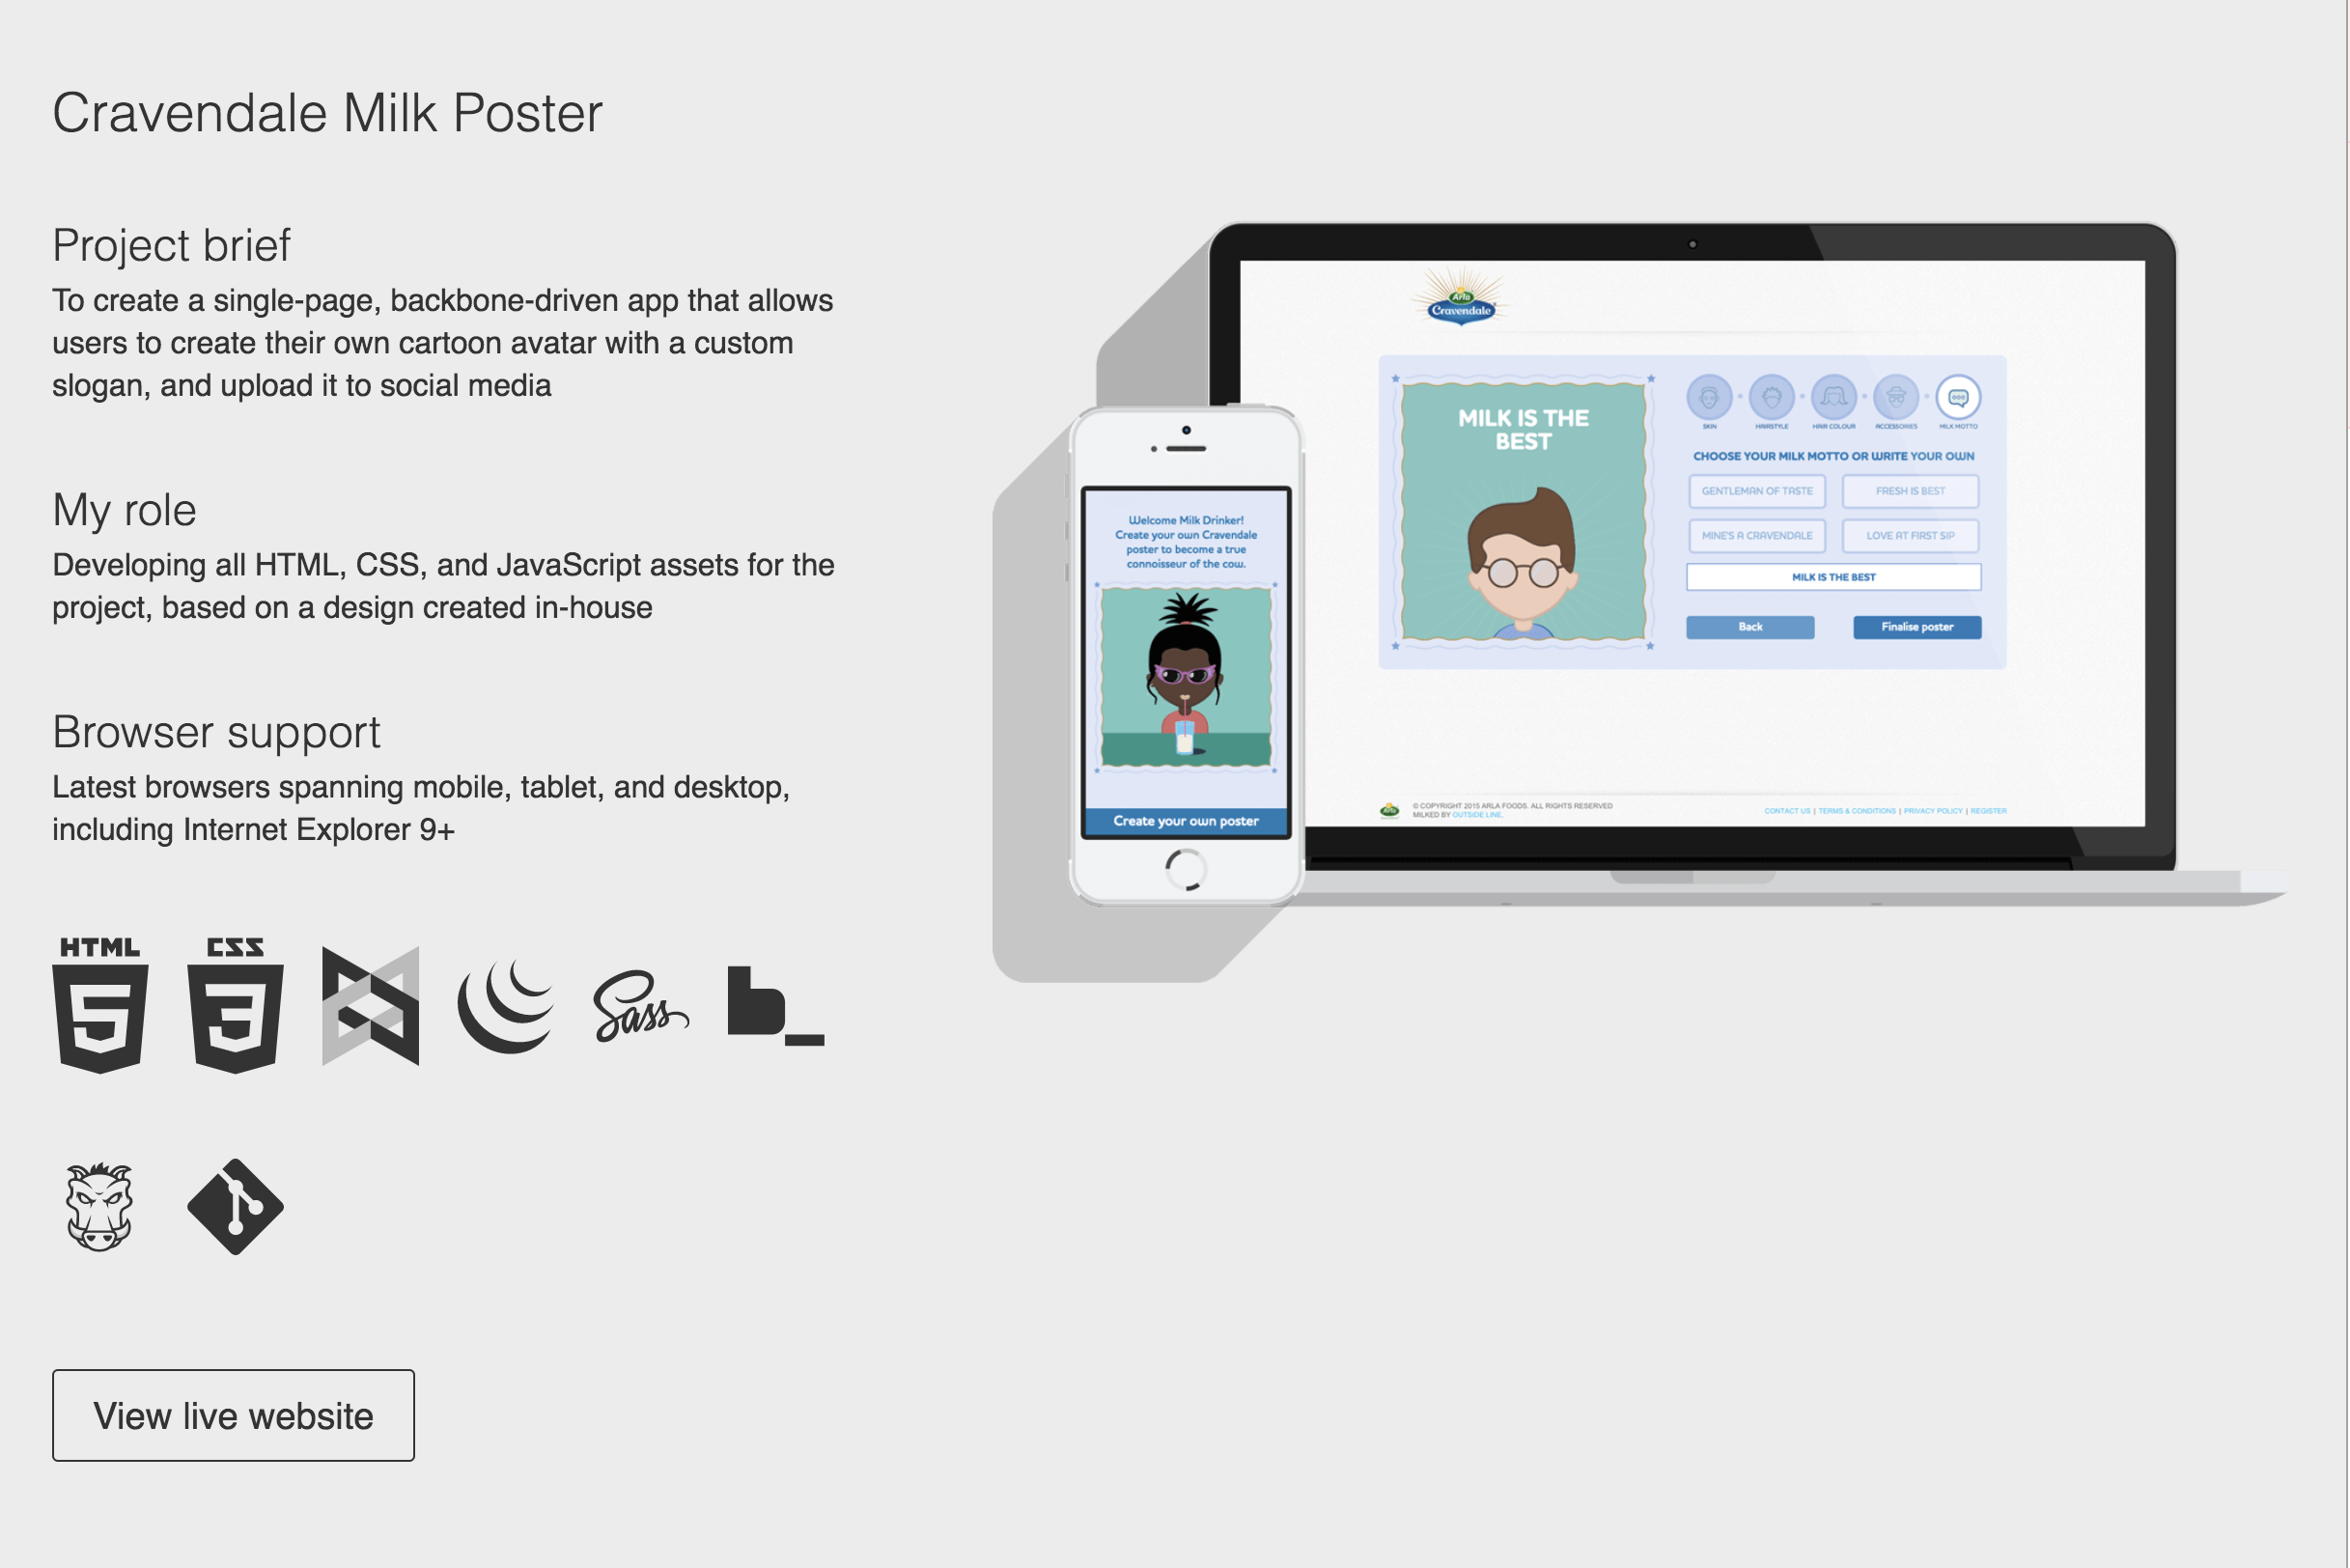 Cravendale Milk Poster
Project brief
To create a single-page, backbone-driven app that allows
users to create their own cartoon avatar with a custom
slogan, and upload it to social media
My role
Developing all HTML, CSS, and JavaScript assets for the
project, based on a design created in-house
Browser support
Latest browsers spanning mobile, tablet, and desktop,
including Internet Explorer 9+
HTML
5
CSS
3
Sass
b_
View live website
Welcome Milk Drinker!
Create your own Cravendale
poster to become a true
connoisseur of the cow.
Create your own poster
Arla
Cravendale
MILK IS THE
BEST
SKIN
HAIRSTYLE
HAIR COLOUR
ACCESSORIES
MILK MOTTO
CHOOSE YOUR MILK MOTTO OR WRITE YOUR OWN
GENTLEMAN OF TASTE
FRESH IS BEST
MINE'S A CRAVENDALE
LOVE AT FIRST SIP
MILK IS THE BEST
Back
Finalise poster
Arla
© COPYRIGHT 2015 ARLA FOODS. ALL RIGHTS RESERVED
MILKED BY OUTSIDE LINE.
CONTACT US | TERMS & CONDITIONS | PRIVACY POLICY | REGISTER